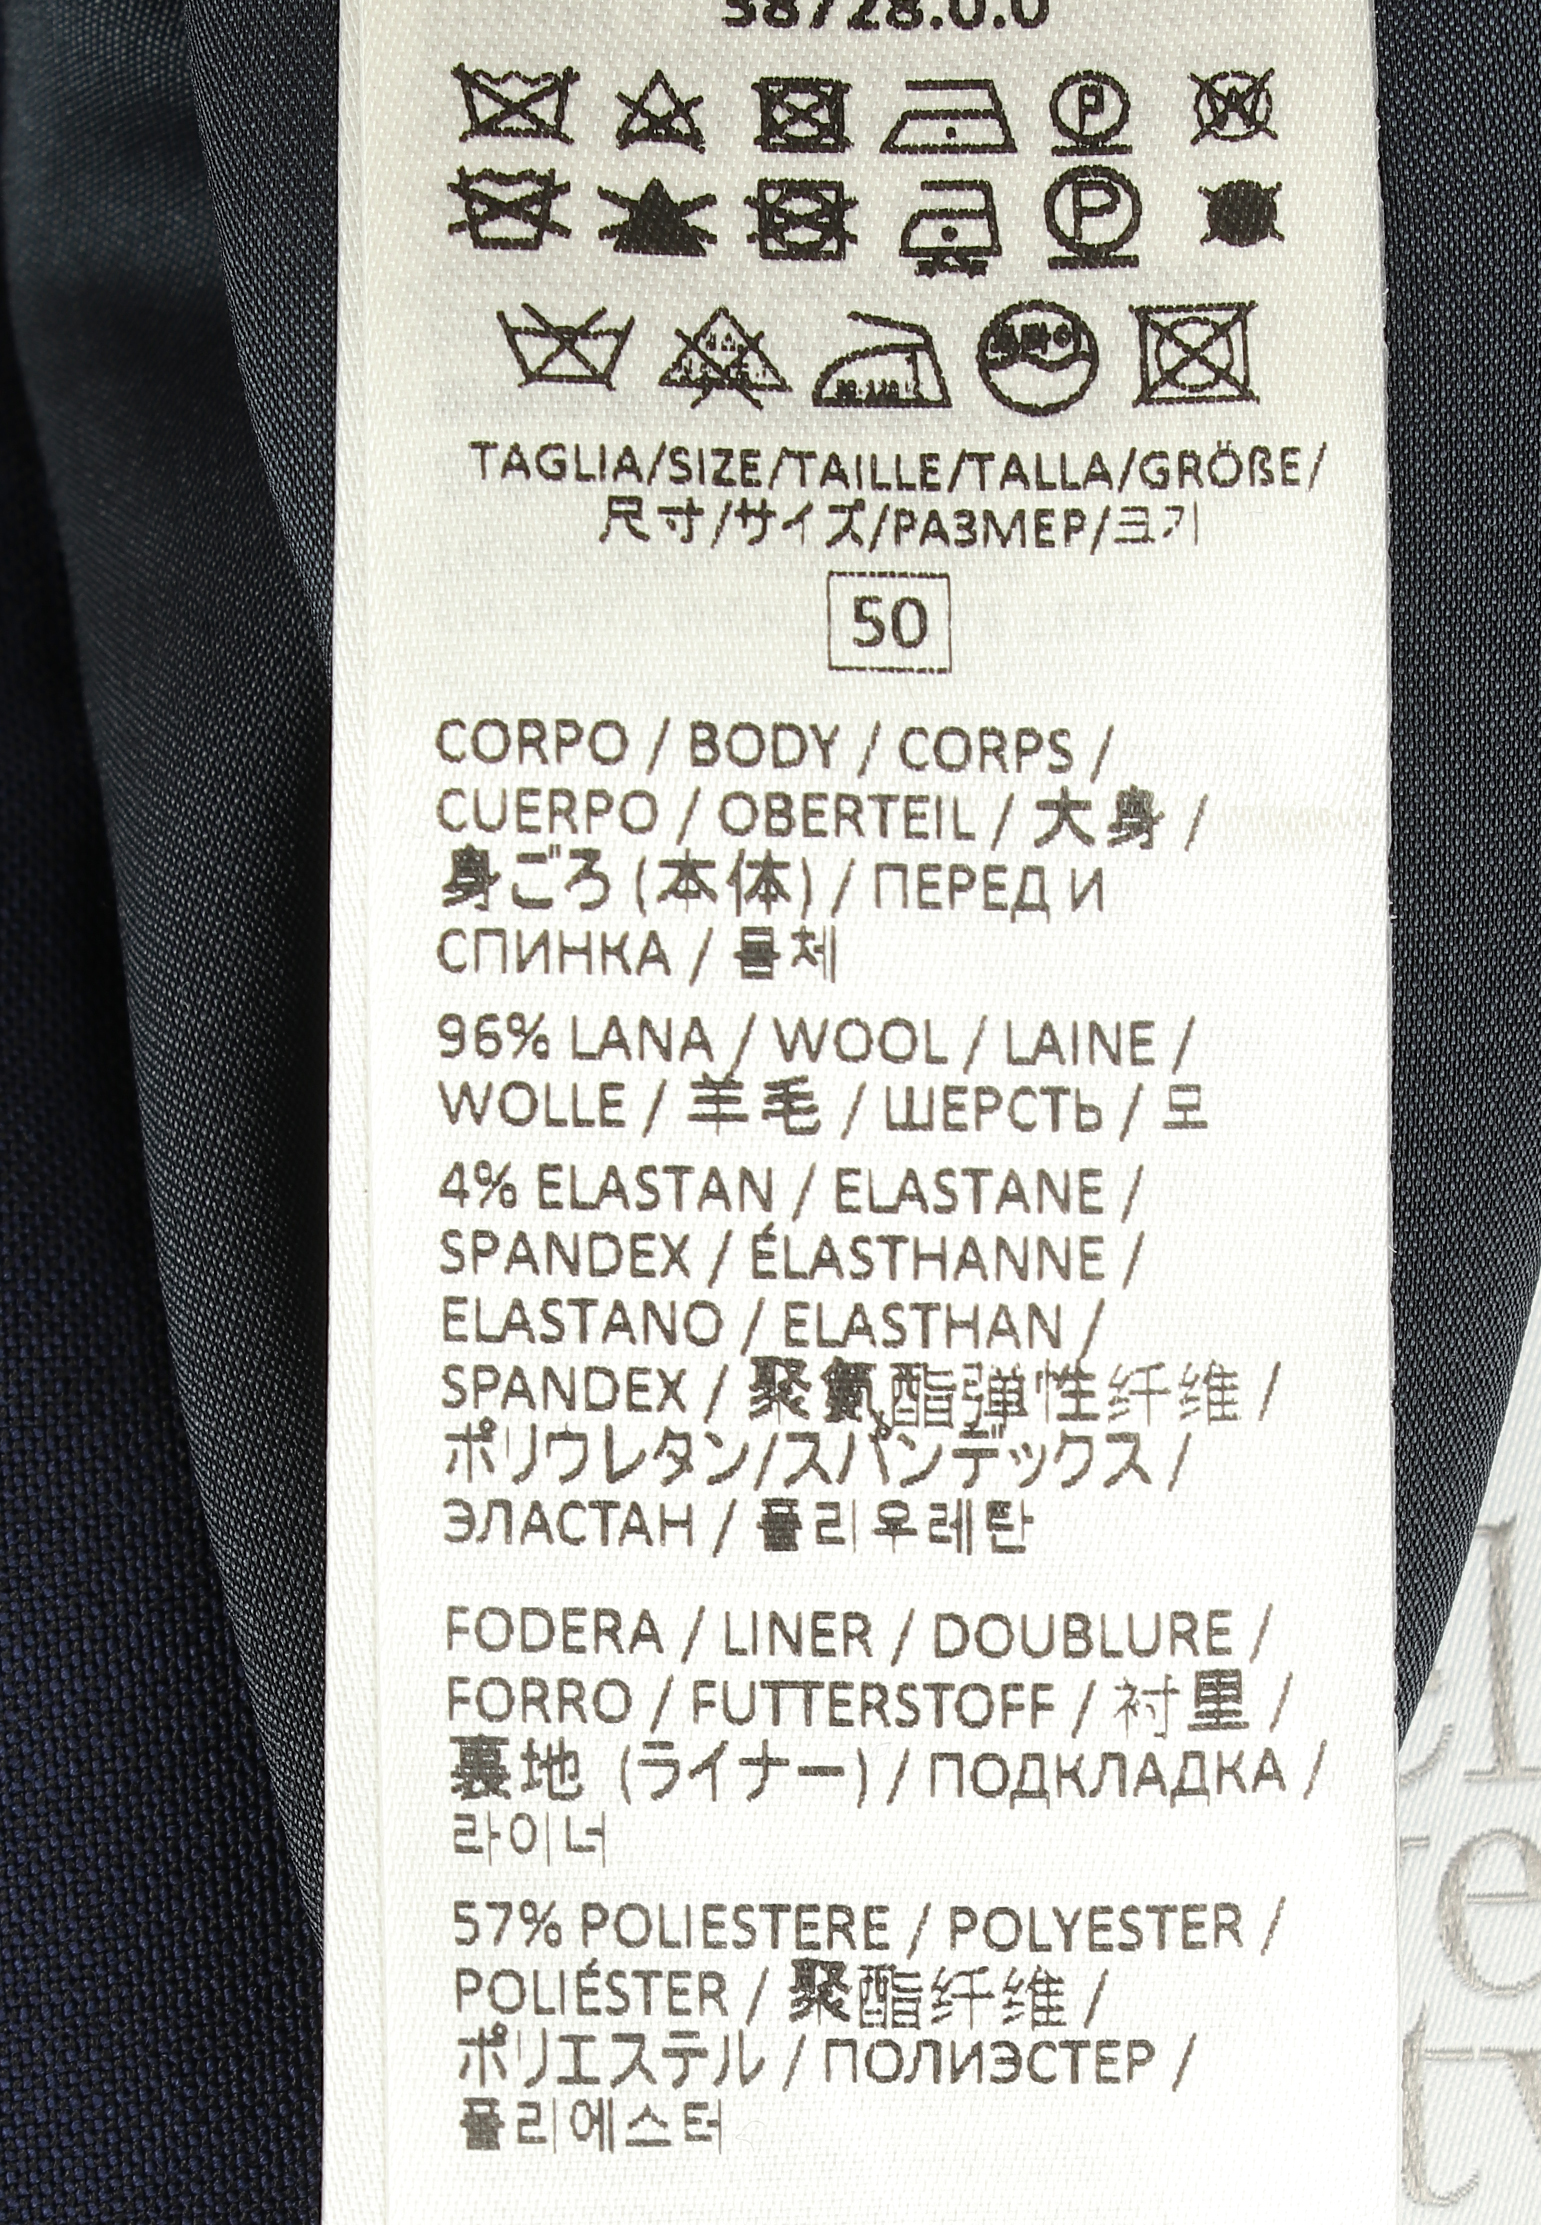 38728.0.0
P W
P
TAGLIA/SIZE/TAILLE/TALLA/GRÖßE/
尺寸/サイズ/РАЗМЕР/크기
50
CORPO / BODY / CORPS /
CUERPO / OBERTEIL / 大身 /
身ごろ (本体) / ПЕРЕД И
СПИНКА / 몸체
96% LANA / WOOL / LAINE /
WOLLE / 羊毛 / ШЕРСТЬ / 모
4% ELASTAN / ELASTANE /
SPANDEX / ÉLASTHANNE /
ELASTANO / ELASTHAN /
SPANDEX / 聚氨酯弹性纤维 /
ポリウレタン/スパンデックス /
ЭЛАСТАН / 폴리우레탄
FODERA / LINER / DOUBLURE /
FORRO / FUTTERSTOFF / 衬里 /
裏地 (ライナー) / ПОДКЛАДКА /
라이너
57% POLIESTERE / POLYESTER /
POLIÉSTER / 聚酯纤维 /
ポリエステル / ПОЛИЭСТЕР /
폴리에스터